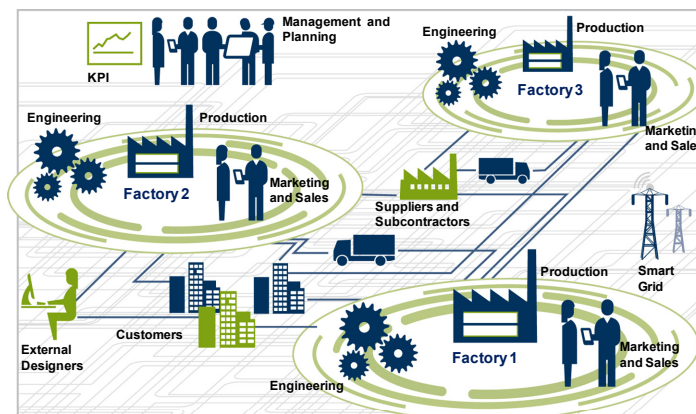 Management and
Planning
KPI
Engineering
Production
Factory 3
Marketing
and Sale
Engineering
Production
Factory 2
Marketing
and Sales
Suppliers and
Subcontractors
Smart
Grid
Production
Customers
External
Designers
Factory 1
Marketing
and Sales
Engineering